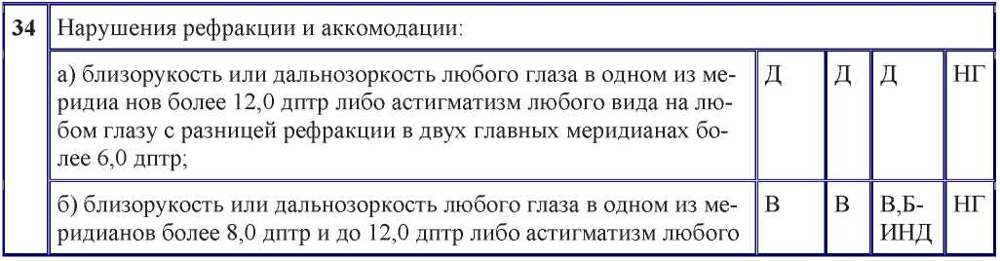 34 Нарушения рефракции и аккомодации:
а) близорукость или дальнозоркость любого глаза в одном из ме- Д Д Д НГ
ридиа нов более 12,0 дптр либо астигматизм любого вида на лю-
бом глазу с разницей рефракции в двух главных меридианах бо-
лее 6,0 дптр;
б) близорукость или дальнозоркость любого глаза в одном из ме- В В В,Б- НГ
ридианов более 8,0 дптр и до 12,0 дптр либо астигматизм любого ИНД